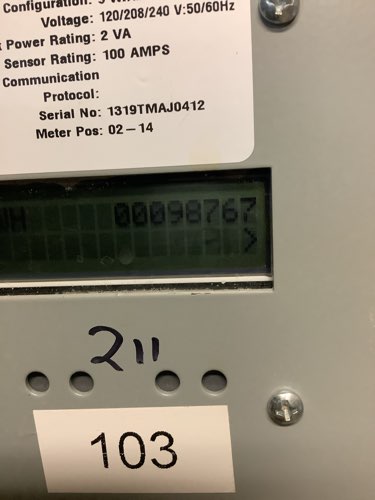 Voltage: 120/208/240 V:50/60Hz
Power Rating: 2 VA
Sensor Rating: 100 AMPS
Communication
Protocol:
Serial No: 1319TMAJ0412
Meter Pos: 02-14
00098767
>
211
103